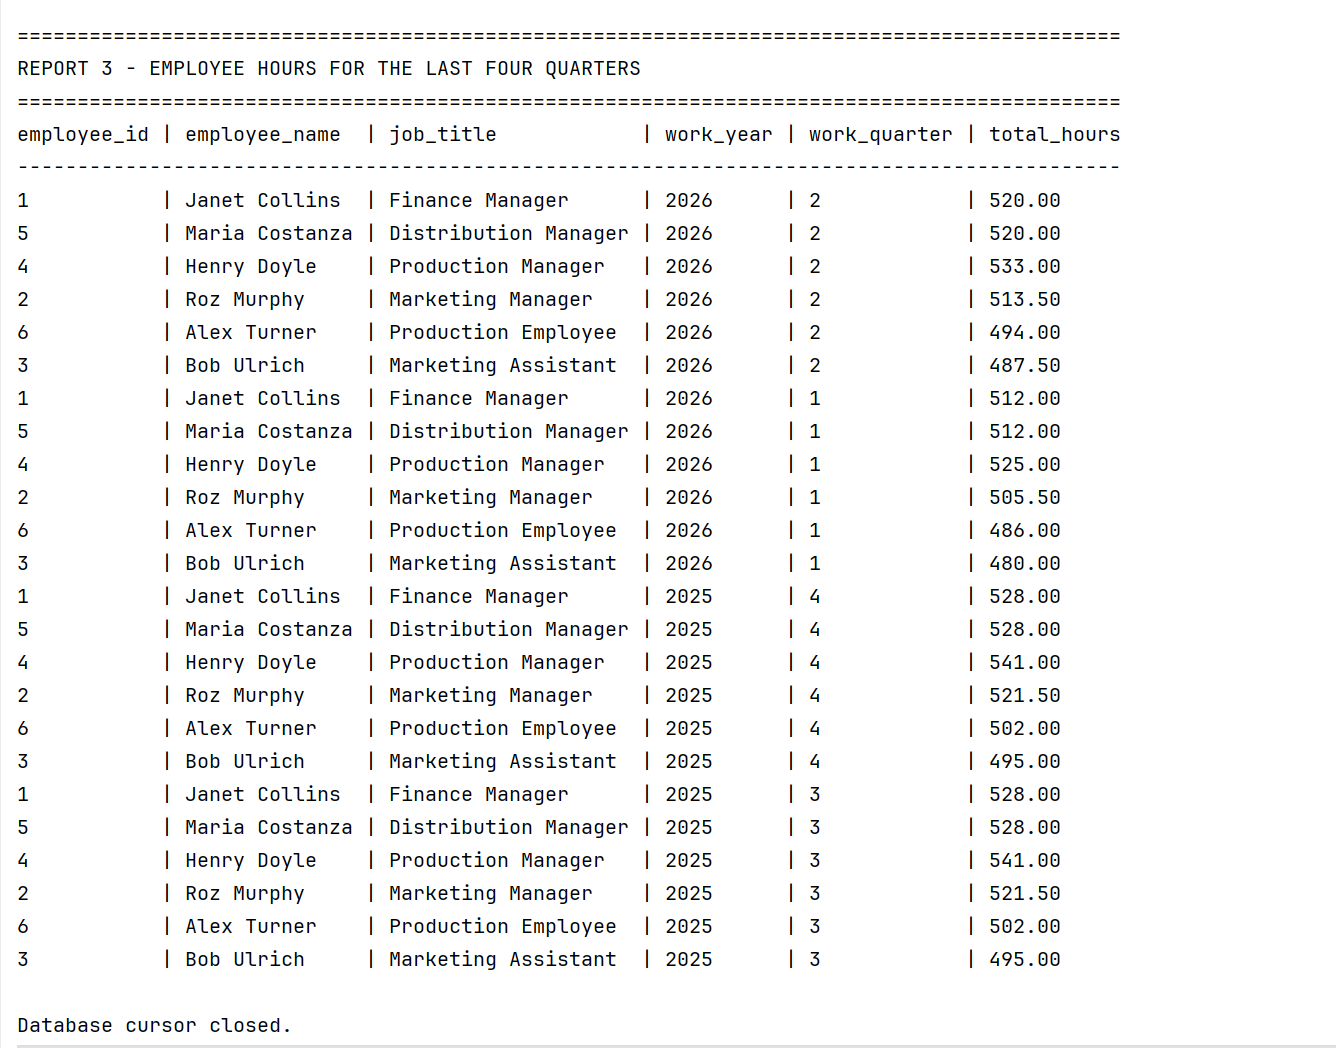 ============================================================================================
REPORT 3 - EMPLOYEE HOURS FOR THE LAST FOUR QUARTERS
============================================================================================
employee_id | employee_name  | job_title            | work_year | work_quarter | total_hours
--------------------------------------------------------------------------------------------
1           | Janet Collins  | Finance Manager      | 2026      | 2            | 520.00
5           | Maria Costanza | Distribution Manager | 2026      | 2            | 520.00
4           | Henry Doyle    | Production Manager   | 2026      | 2            | 533.00
2           | Roz Murphy     | Marketing Manager    | 2026      | 2            | 513.50
6           | Alex Turner    | Production Employee  | 2026      | 2            | 494.00
3           | Bob Ulrich     | Marketing Assistant  | 2026      | 2            | 487.50
1           | Janet Collins  | Finance Manager      | 2026      | 1            | 512.00
5           | Maria Costanza | Distribution Manager | 2026      | 1            | 512.00
4           | Henry Doyle    | Production Manager   | 2026      | 1            | 525.00
2           | Roz Murphy     | Marketing Manager    | 2026      | 1            | 505.50
6           | Alex Turner    | Production Employee  | 2026      | 1            | 486.00
3           | Bob Ulrich     | Marketing Assistant  | 2026      | 1            | 480.00
1           | Janet Collins  | Finance Manager      | 2025      | 4            | 528.00
5           | Maria Costanza | Distribution Manager | 2025      | 4            | 528.00
4           | Henry Doyle    | Production Manager   | 2025      | 4            | 541.00
2           | Roz Murphy     | Marketing Manager    | 2025      | 4            | 521.50
6           | Alex Turner    | Production Employee  | 2025      | 4            | 502.00
3           | Bob Ulrich     | Marketing Assistant  | 2025      | 4            | 495.00
1           | Janet Collins  | Finance Manager      | 2025      | 3            | 528.00
5           | Maria Costanza | Distribution Manager | 2025      | 3            | 528.00
4           | Henry Doyle    | Production Manager   | 2025      | 3            | 541.00
2           | Roz Murphy     | Marketing Manager    | 2025      | 3            | 521.50
6           | Alex Turner    | Production Employee  | 2025      | 3            | 502.00
3           | Bob Ulrich     | Marketing Assistant  | 2025      | 3            | 495.00
Database cursor closed.